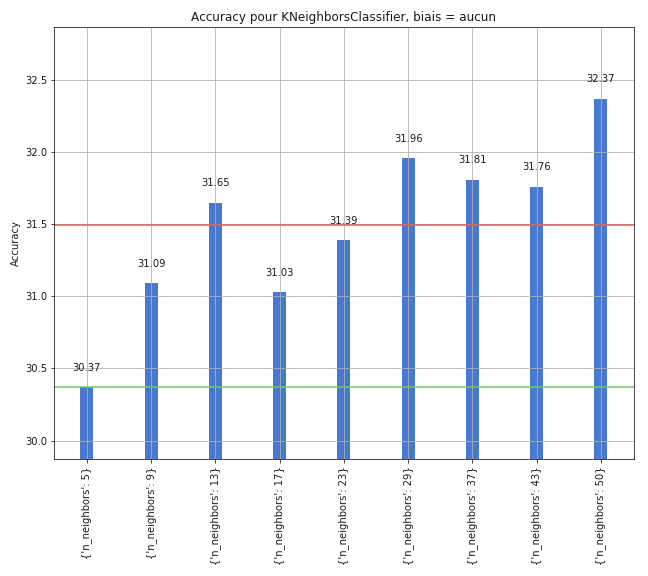 Accuracy pour KNeighborsClassifier, biais = aucun
32.5
32.0
31.5
31.0
30.5
30.0
Accuracy
30.37
31.09
31.65
31.03
31.39
31.96
31.81
31.76
32.37
{'n_neighbors': 5}
{'n_neighbors': 9}
{'n_neighbors': 13}
{'n_neighbors': 17}
{'n_neighbors': 23}
{'n_neighbors': 29}
{'n_neighbors': 37}
{'n_neighbors': 43}
{'n_neighbors': 50}